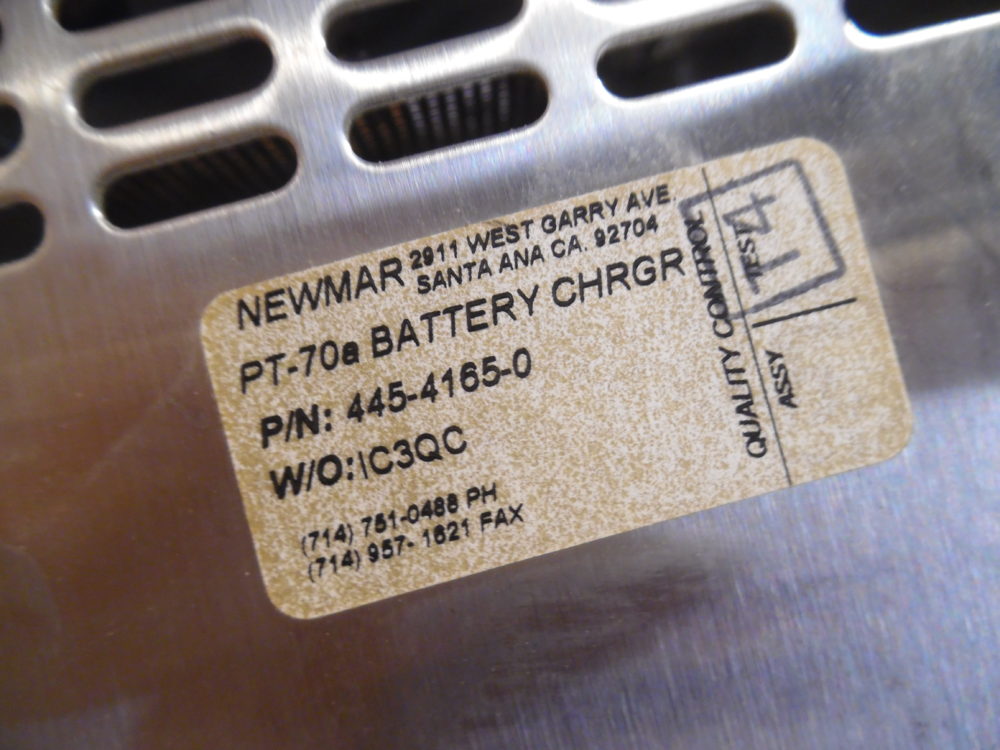 NEWMAR 2911 WEST GARRY AVE.
SANTA ANA CA. 92704
PT-70a BATTERY CHRGR
P/N: 445-4165-0
W/O:IC3QC
(714) 751-0488 PH
(714) 957- 1621 FAX
QUALITY CONTROL
TEST
ASSY